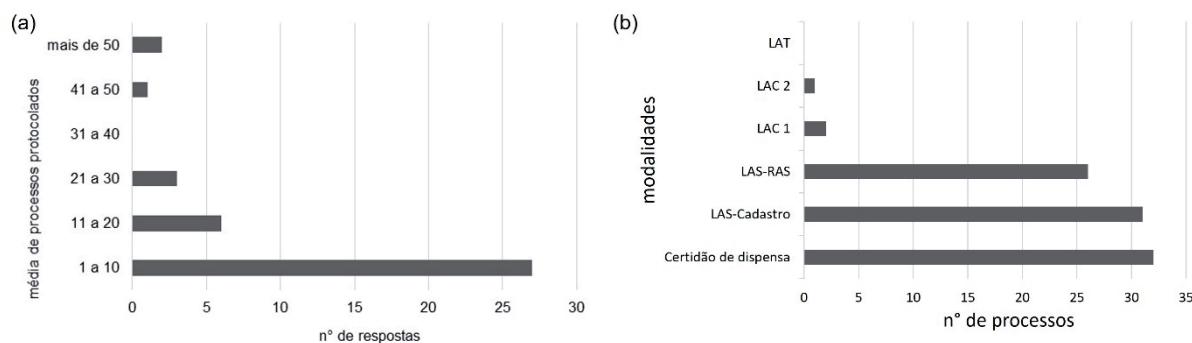 (a)
média de processos protocolados
mais de 50
41 a 50
31 a 40
21 a 30
11 a 20
1 a 10
0 5 10 15 20 25 30
n° de respostas
(b)
modalidades
LAT
LAC 2
LAC 1
LAS-RAS
LAS-Cadastro
Certidão de dispensa
0 5 10 15 20 25 30 35
n° de processos